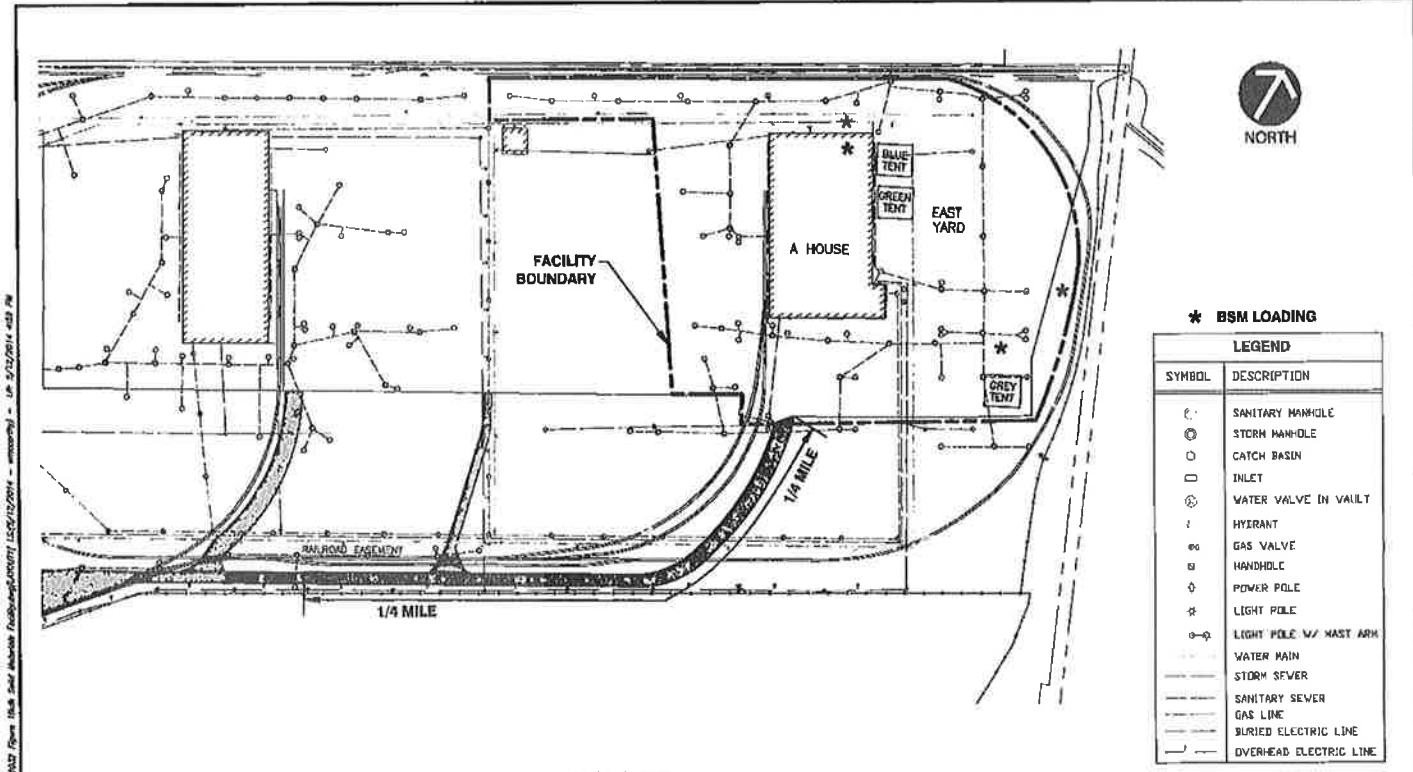 NORTH
BLUE
TENT
GREEN
TENT
EAST
YARD
A HOUSE
FACILITY
BOUNDARY
GREY
TENT
1/4 MILE
RAILROAD EASEMENT
1/4 MILE
* BSM LOADING
LEGEND
SYMBOL DESCRIPTION
SANITARY MANHOLE
STORM MANHOLE
CATCH BASIN
INLET
WATER VALVE IN VAULT
HYDRANT
GAS VALVE
HANDHOLE
POWER POLE
LIGHT POLE
LIGHT POLE W/ MAST ARM
WATER MAIN
STORM SEWER
SANITARY SEWER
GAS LINE
BURIED ELECTRIC LINE
OVERHEAD ELECTRIC LINE